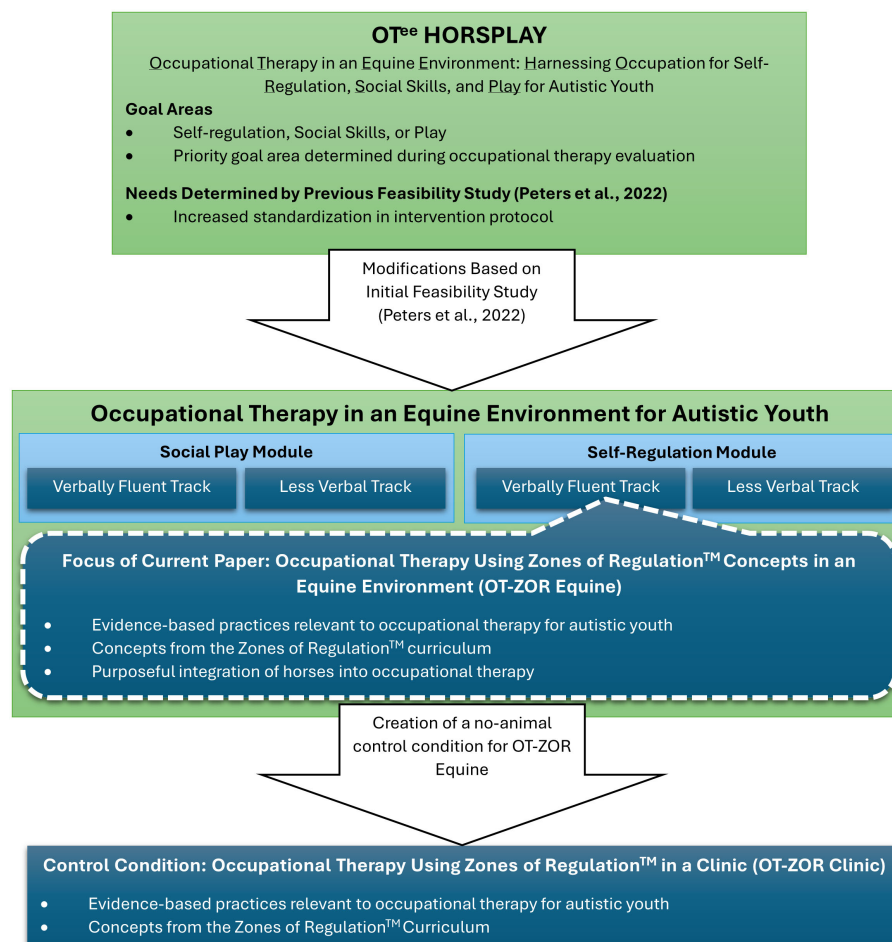 OTee HORSPLAY
Occupational Therapy in an Equine Environment: Harnessing Occupation for Self-
Regulation, Social Skills, and Play for Autistic Youth
Goal Areas
• Self-regulation, Social Skills, or Play
• Priority goal area determined during occupational therapy evaluation
Needs Determined by Previous Feasibility Study (Peters et al., 2022)
• Increased standardization in intervention protocol
Modifications Based on
Initial Feasibility Study
(Peters et al., 2022)
Occupational Therapy in an Equine Environment for Autistic Youth
Social Play Module
Verbally Fluent Track
Less Verbal Track
Self-Regulation Module
Verbally Fluent Track
Less Verbal Track
Focus of Current Paper: Occupational Therapy Using Zones of Regulation™ Concepts in an
Equine Environment (OT-ZOR Equine)
• Evidence-based practices relevant to occupational therapy for autistic youth
• Concepts from the Zones of Regulation™ curriculum
• Purposeful integration of horses into occupational therapy
Creation of a no-animal
control condition for OT-ZOR
Equine
Control Condition: Occupational Therapy Using Zones of Regulation™ in a Clinic (OT-ZOR Clinic)
• Evidence-based practices relevant to occupational therapy for autistic youth
• Concepts from the Zones of Regulation™ Curriculum